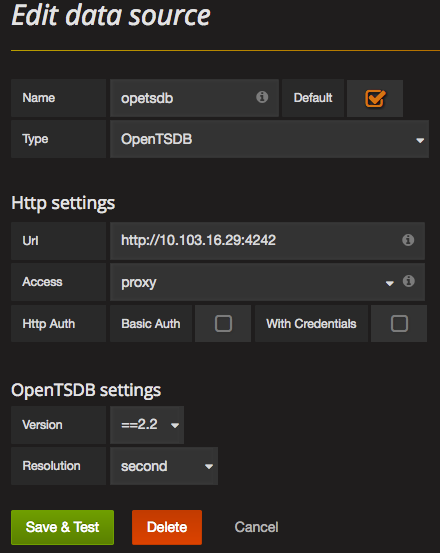 Edit data source
Name opetsdb Default
Type OpenTSDB
Http settings
Url http://10.103.16.29:4242
Access proxy
Http Auth Basic Auth With Credentials
OpenTSDB settings
Version ==2.2
Resolution second
Save & Test Delete Cancel